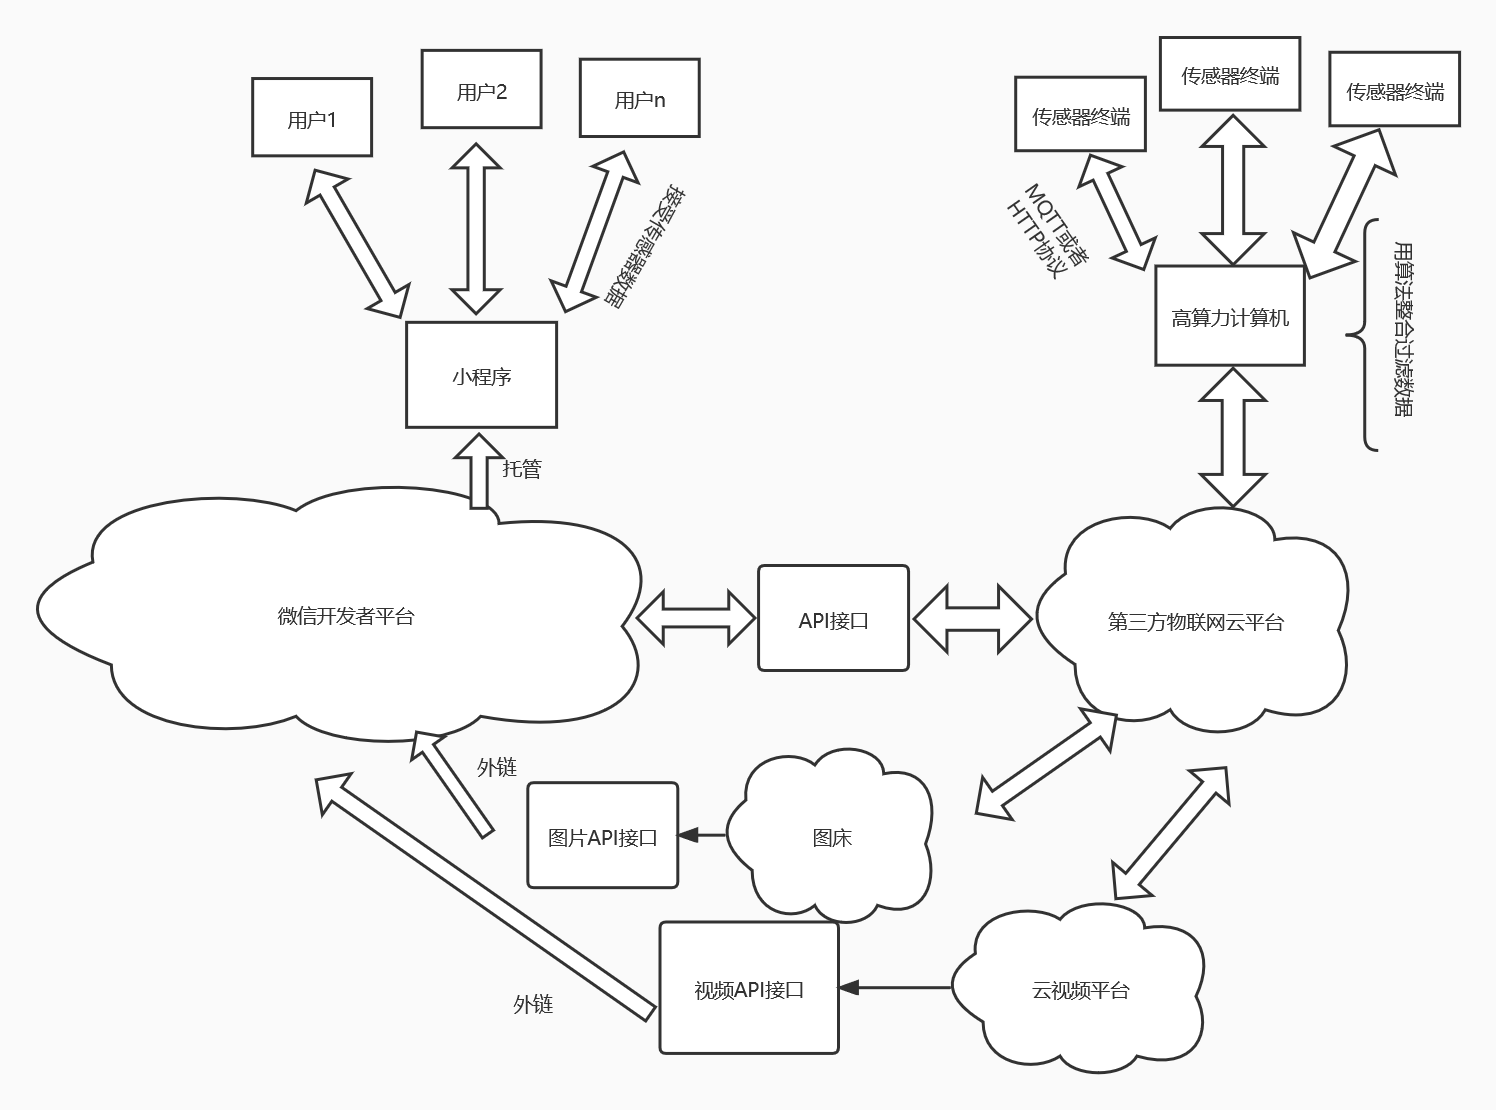 用户1
用户2
用户n
传感器终端
传感器终端
传感器终端
接受传感器数据
MQTT或者
HTTP协议
用算法整合过滤数据
高算力计算机
小程序
托管
微信开发者平台
API接口
第三方物联网云平台
外链
图片API接口
图床
视频API接口
云视频平台
外链